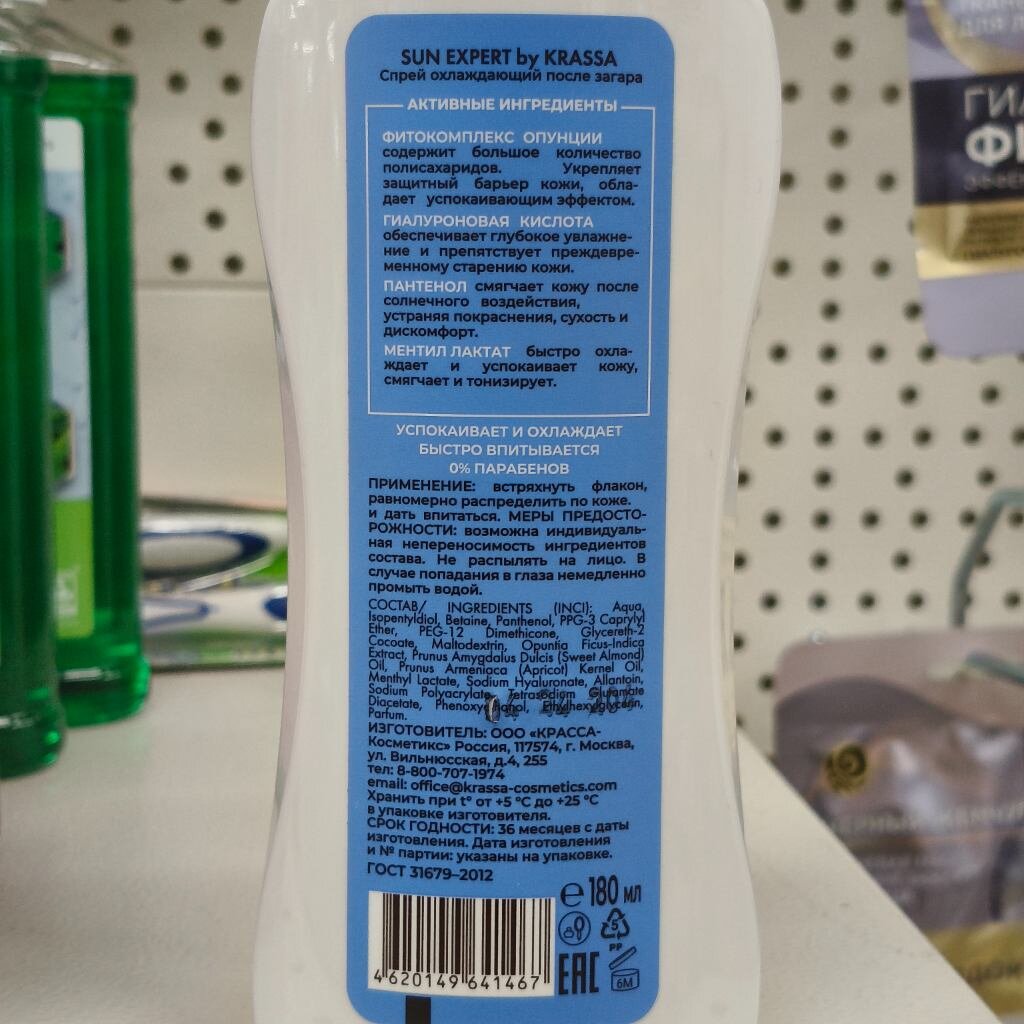 SUN EXPERT by KRASSA
Спрей охлаждающий после загара
АКТИВНЫЕ ИНГРЕДИЕНТЫ
ФИТОКОМПЛЕКС ОПУНЦИИ
содержит большое количество
полисахаридов. Укрепляет
защитный барьер кожи, обла-
дает успокаивающим эффектом.
ГИАЛУРОНОВАЯ КИСЛОТА
обеспечивает глубокое увлажне-
ние и препятствует преждевре-
менному старению кожи.
ПАНТЕНОЛ смягчает кожу после
солнечного воздействия,
устраняя покраснения, сухость и
дискомфорт.
МЕНТИЛ ЛАКТАТ быстро охла-
ждает и успокаивает кожу,
смягчает и тонизирует.
УСПОКАИВАЕТ И ОХЛАЖДАЕТ
БЫСТРО ВПИТЫВАЕТСЯ
0% ПАРАБЕНОВ
ПРИМЕНЕНИЕ: встряхнуть флакон,
равномерно распределить по коже.
и дать впитаться. МЕРЫ ПРЕДОСТО-
РОЖНОСТИ: возможна индивидуаль-
ная непереносимость ингредиентов
состава. Не распылять на лицо. В
случае попадания в глаза немедленно
промыть водой.
СОСТАВ/ INGREDIENTS (INCI): Aqua,
Isopentyldiol, Betaine, Panthenol, PPG-3 Caprylyl
Ether, PEG-12 Dimethicone, Glycereth-2
Cocoate, Maltodextrin, Opuntia Ficus-Indica
Extract, Prunus Amygdalus Dulcis (Sweet Almond)
Oil, Prunus Armeniaca (Apricot) Kernel Oil,
Menthyl Lactate, Sodium Hyaluronate, Allantoin,
Sodium Polyacrylate, Tetrasodium Glutamate
Diacetate, Phenoxyethanol, Ethylhexylglycerin,
Parfum.
ИЗГОТОВИТЕЛЬ: ООО «КРАССА-
Косметикс» Россия, 117574, г. Москва,
ул. Вильнюсская, д.4, 255
тел: 8-800-707-1974
email: office@krassa-cosmetics.com
Хранить при t° от +5 °C до +25 °C
в упаковке изготовителя.
СРОК ГОДНОСТИ: 36 месяцев с даты
изготовления. Дата изготовления
и № партии: указаны на упаковке.
ГОСТ 31679–2012
℮ 180 мл
5
PP
EAC
6M
4 620149 641467